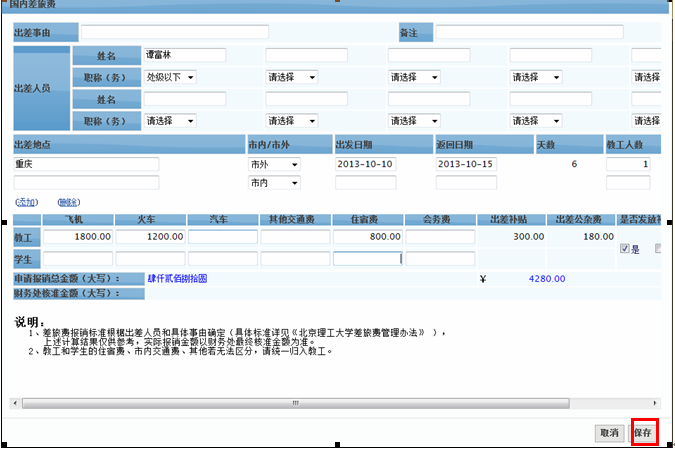 国内差旅费
出差事由 备注
出差人员 姓名 谭富林
职称（务） 处级以下 请选择 请选择 请选择 请选择
姓名
职称（务） 请选择 请选择 请选择 请选择 请选择
出差地点 市内/市外 出发日期 返回日期 天数 教工人数
重庆 市外 2013-10-10 2013-10-15 6 1
市内
(添加) (删除)
飞机 火车 汽车 其他交通费 住宿费 会务费 出差补贴 出差公杂费 是否发放
教工 1800.00 1200.00 800.00 300.00 180.00 是
学生
申请报销总金额（大写）： 肆仟贰佰捌拾圆 ￥ 4280.00
财务处核准金额（大写）：
说明：
1、差旅费报销标准根据出差人员和具体事由确定（具体标准详见《北京理工大学差旅费管理办法》 ），
上述计算结果仅供参考，实际报销金额以财务处最终核准金额为准。
2、教工和学生的住宿费、市内交通费、其他若无法区分，请统一归入教工。
取消 保存